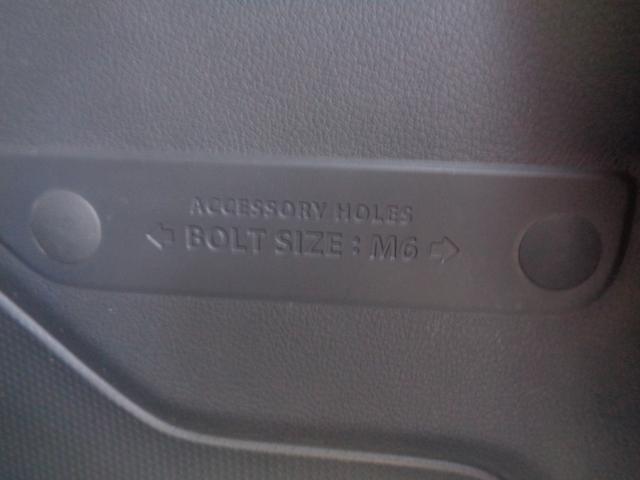 ACCESSORY HOLES
⇦ BOLT SIZE : M6 ⇨